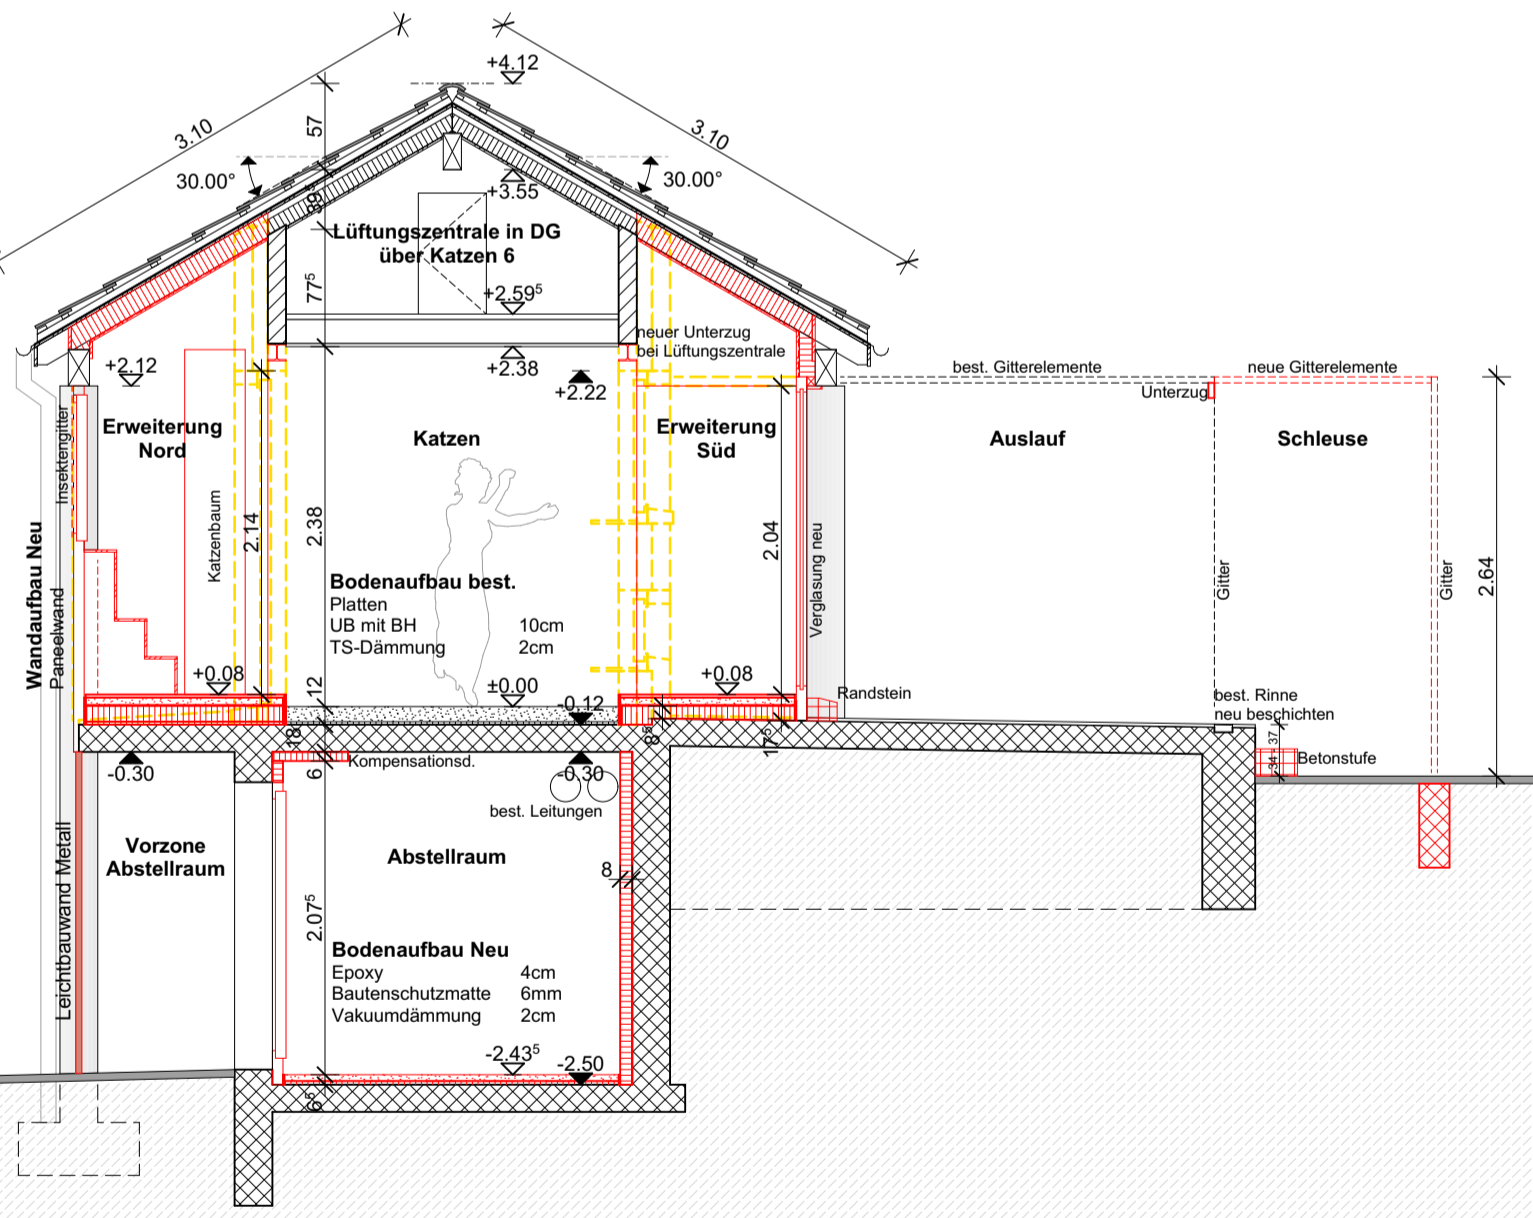 +4.12
3.10
3.10
57
30.00°
30.00°
+3.55
39⁵
Lüftungszentrale in DG
über Katzen 6
77⁵
+2.59⁵
neuer Unterzug
bei Lüftungszentrale
+2.12
+2.38
+2.22
best. Gitterelemente
neue Gitterelemente
Unterzug
Insektengitter
Erweiterung
Nord
Katzen
Erweiterung
Süd
Auslauf
Schleuse
Wandaufbau Neu
Paneelwand
Katzenbaum
2.14
2.38
2.04
Verglasung neu
Gitter
Gitter
2.64
Bodenaufbau best.
Platten
UB mit BH 10cm
TS-Dämmung 2cm
+0.08
12
±0.00
-0.12
+0.08
Randstein
best. Rinne
neu beschichten
18
8⁵
17⁵
37
34
Betonstufe
-0.30
6
Kompensationsd.
-0.30
best. Leitungen
Leichtbauwand Metall
Vorzone
Abstellraum
Abstellraum
8
2.07⁵
Bodenaufbau Neu
Epoxy 4cm
Bautenschutzmatte 6mm
Vakuumdämmung 2cm
-2.43⁵
-2.50
6⁵